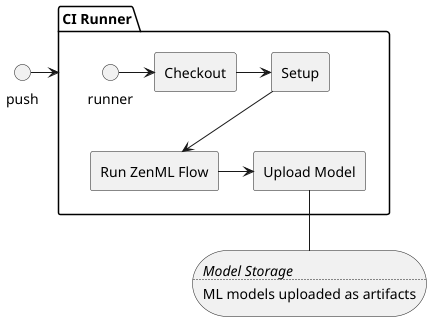 CI Runner
push
runner
Checkout
Setup
Run ZenML Flow
Upload Model
Model Storage
ML models uploaded as artifacts